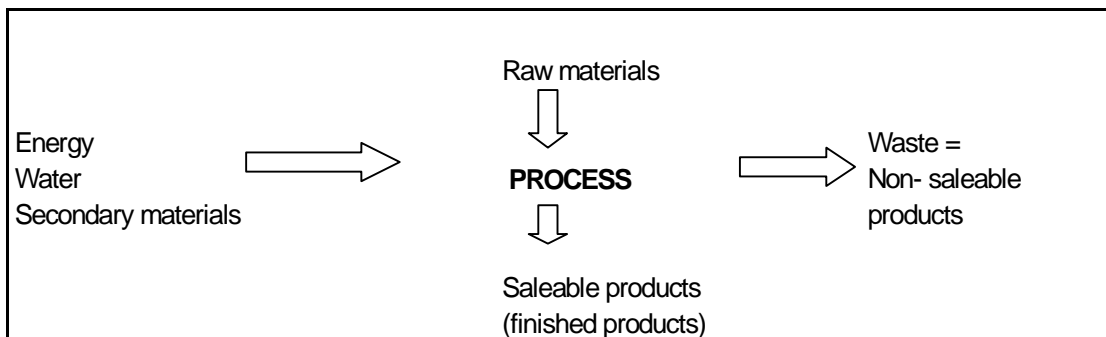 Raw materials
Energy
Water
Secondary materials
PROCESS
Waste =
Non- saleable
products
Saleable products
(finished products)